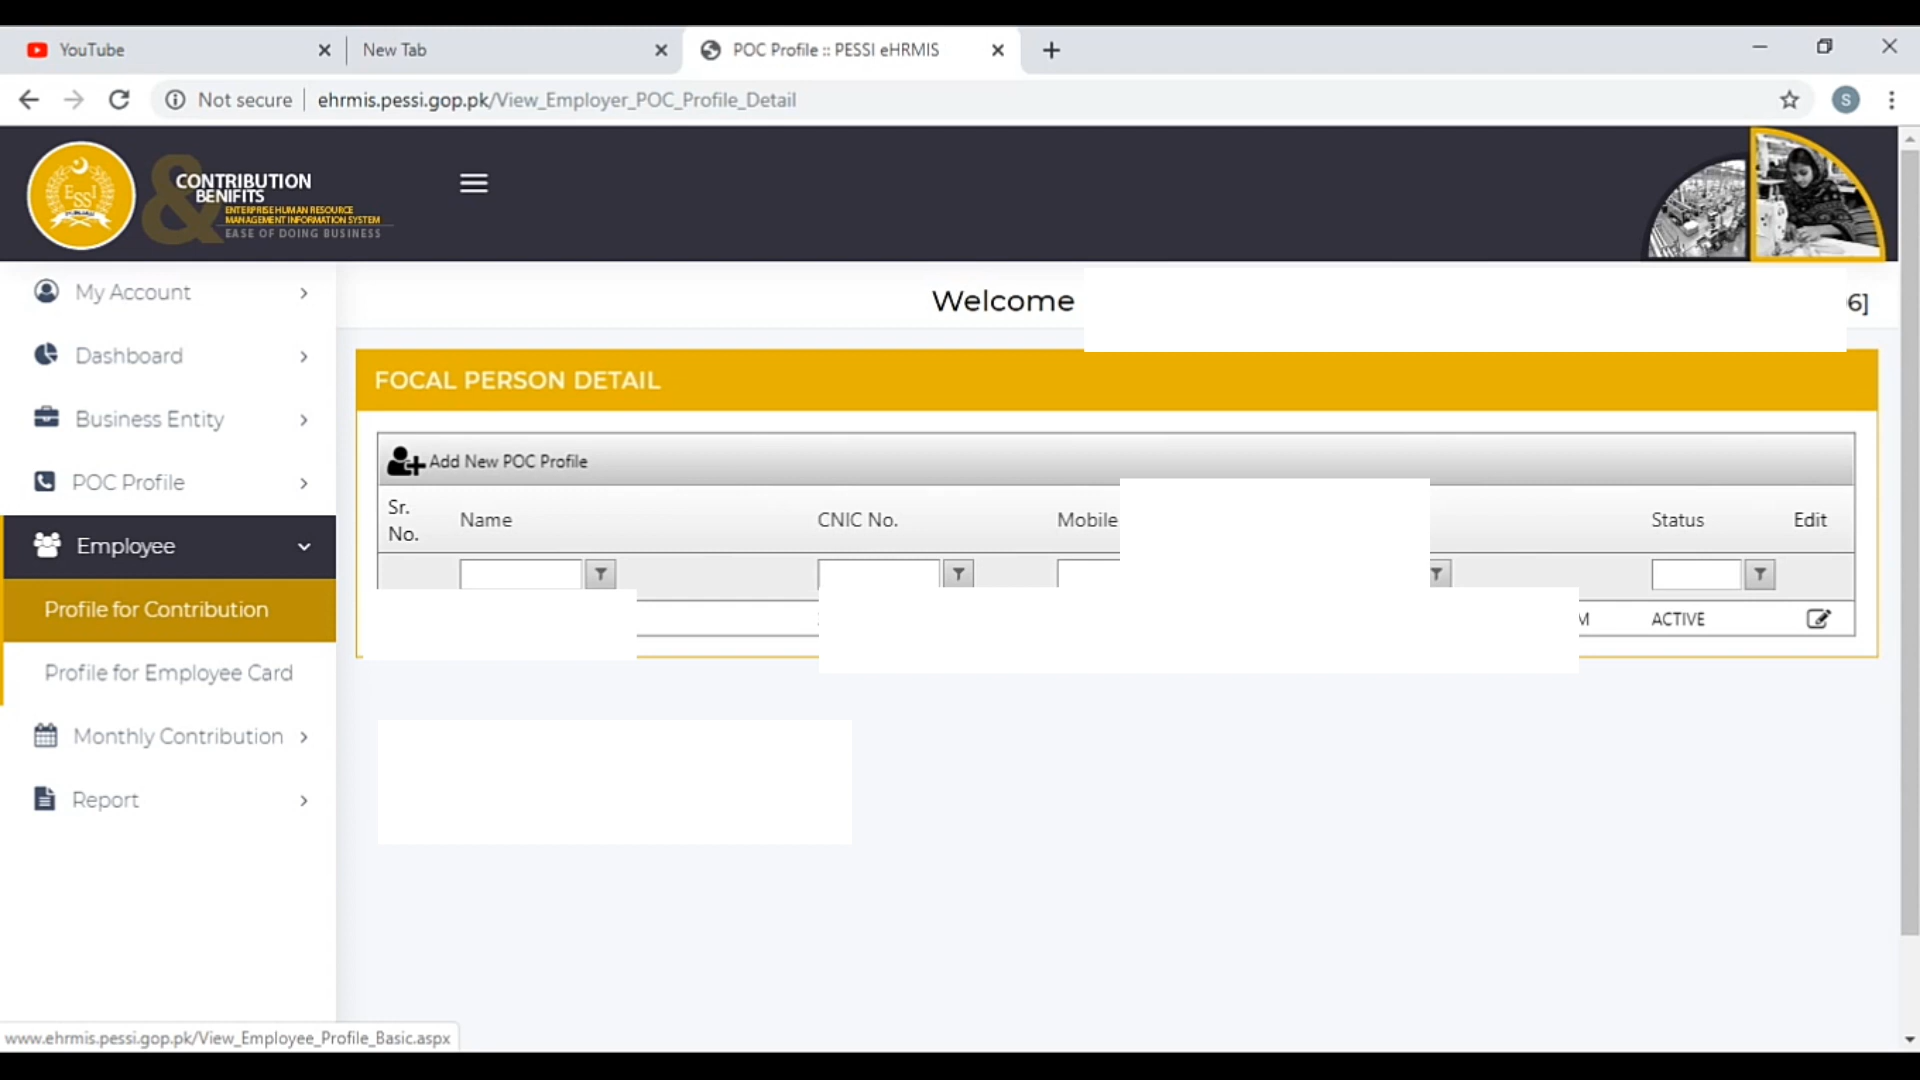 YouTube
New Tab
POC Profile :: PESSI eHRMIS
Not secure
ehrmis.pessi.gop.pk/View_Employer_POC_Profile_Detail
S
ESSI
&
CONTRIBUTION
BENIFITS
ENTERPRISE HUMAN RESOURCE
MANAGEMENT INFORMATION SYSTEM
EASE OF DOING BUSINESS
My Account
Dashboard
Business Entity
POC Profile
Employee
Profile for Contribution
Profile for Employee Card
Monthly Contribution
Report
Welcome 6]
FOCAL PERSON DETAIL
Add New POC Profile
Sr.
No.
Name
CNIC No.
Mobile
Status
Edit
M
ACTIVE
www.ehrmis.pessi.gop.pk/View_Employee_Profile_Basic.aspx